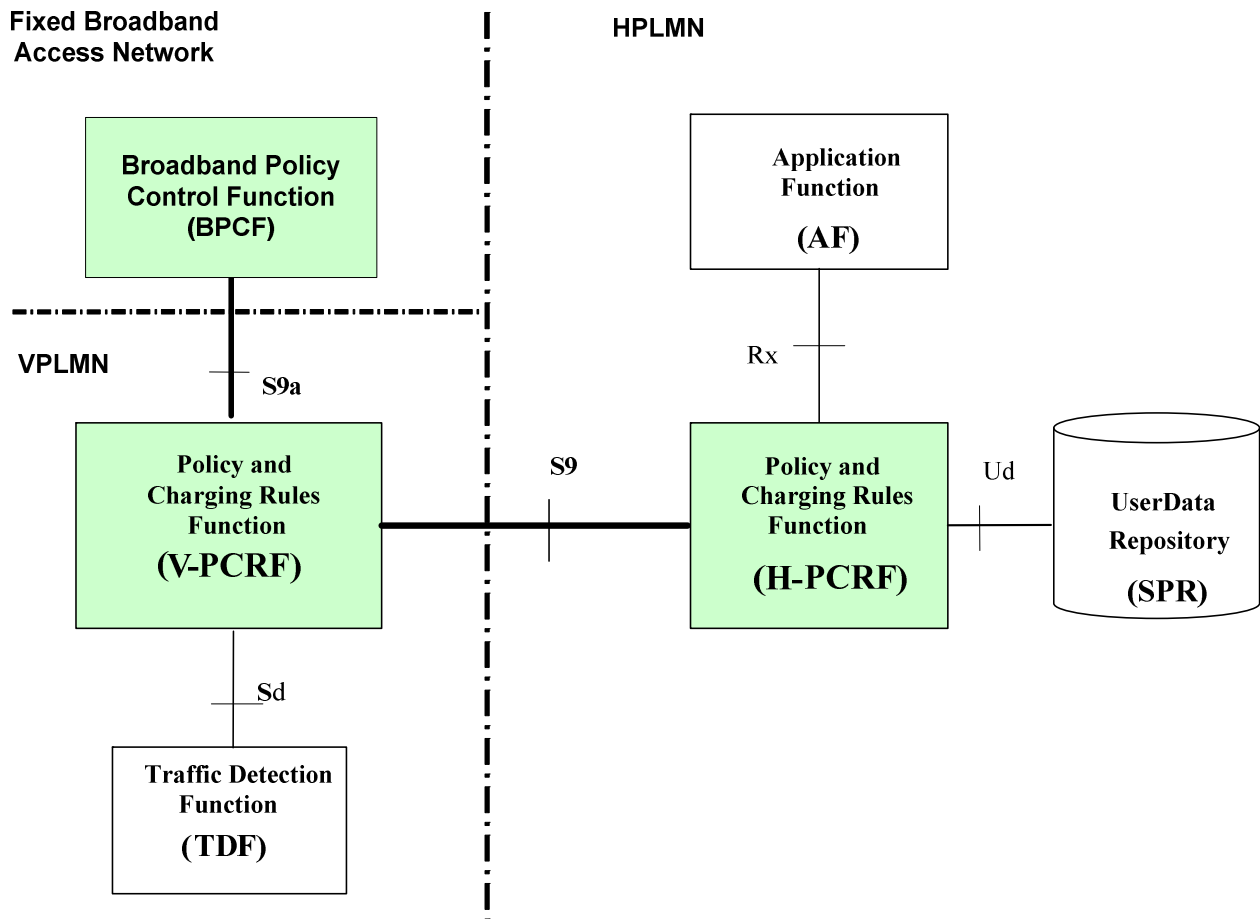 Fixed Broadband
Access Network
HPLMN
Broadband Policy
Control Function
(BPCF)
Application
Function
(AF)
VPLMN
S9a
Rx
Policy and
Charging Rules
Function
(V-PCRF)
S9
Policy and
Charging Rules
Function
(H-PCRF)
Ud
UserData
Repository
(SPR)
Sd
Traffic Detection
Function
(TDF)